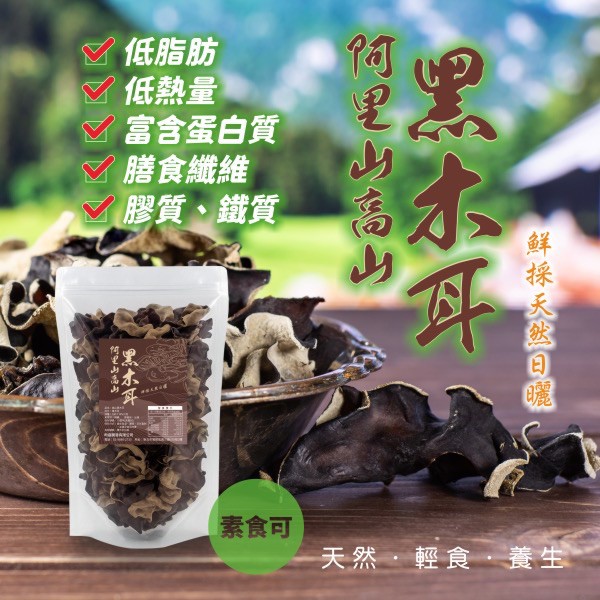 低脂肪
低熱量
富含蛋白質
膳食纖維
膠質、鐵質
黑木耳
阿里山高山
鮮採天然日曬
黑木耳
阿里山高山
素食可
天然·輕食·養生